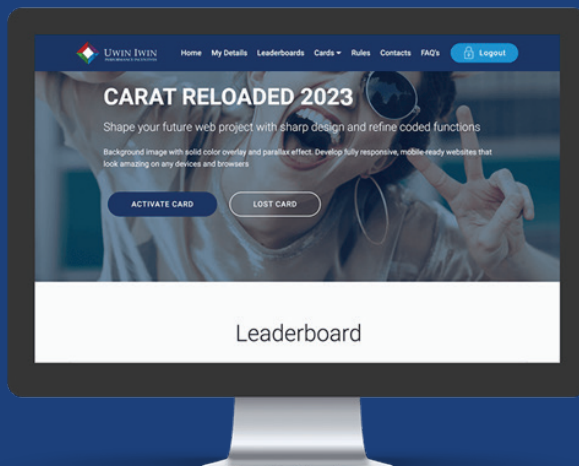 UWIN IWIN
Home My Details Leaderboards Cards Rules Contacts FAQ's Logout
CARAT RELOADED 2023
Shape your future web project with sharp design and refine coded functions
Background image with solid color overlay and parallax effect. Develop fully responsive, mobile-ready websites that
look amazing on any devices and browsers
ACTIVATE CARD LOST CARD
Leaderboard